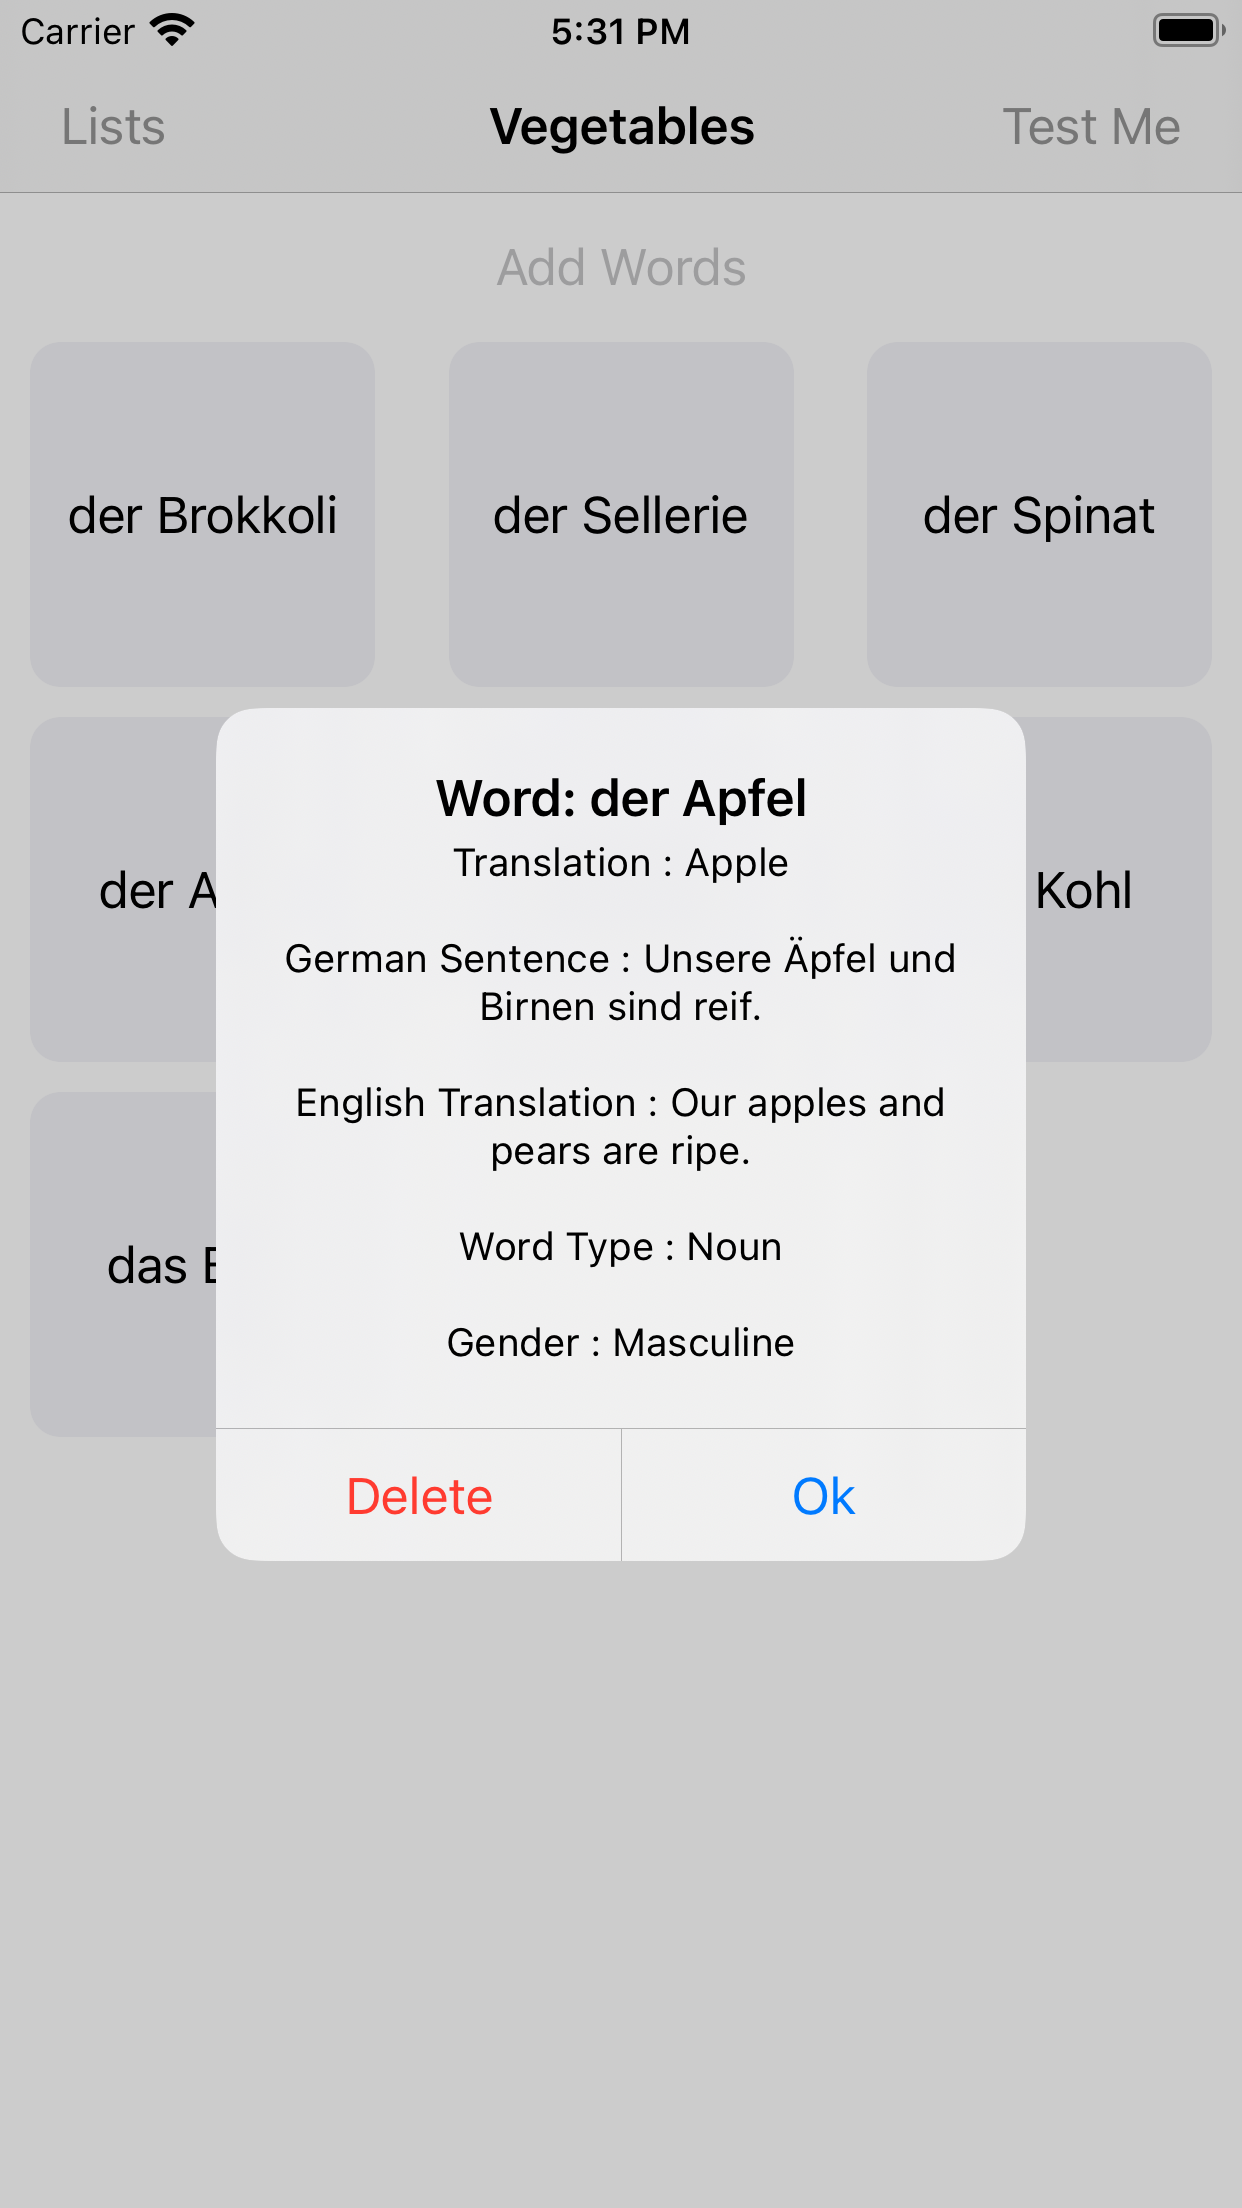 Carrier 5:31 PM
Lists Vegetables Test Me
Add Words
der Brokkoli der Sellerie der Spinat
der Kohl
Word: der Apfel
Translation : Apple
German Sentence : Unsere Äpfel und
Birnen sind reif.
English Translation : Our apples and
pears are ripe.
das
Word Type : Noun
Gender : Masculine
Delete Ok